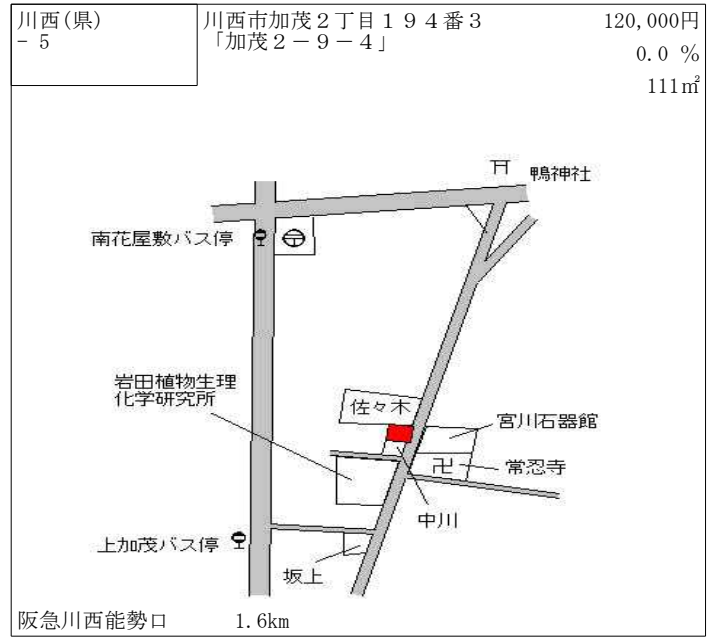 川西(県)
- 5
川西市加茂２丁目１９４番３
「加茂２－９－４」
120,000円
0.0 %
111㎡
鴨神社
南花屋敷バス停
岩田植物生理
化学研究所
佐々木
宮川石器館
卍
常忍寺
中川
上加茂バス停
坂上
阪急川西能勢口
1.6km